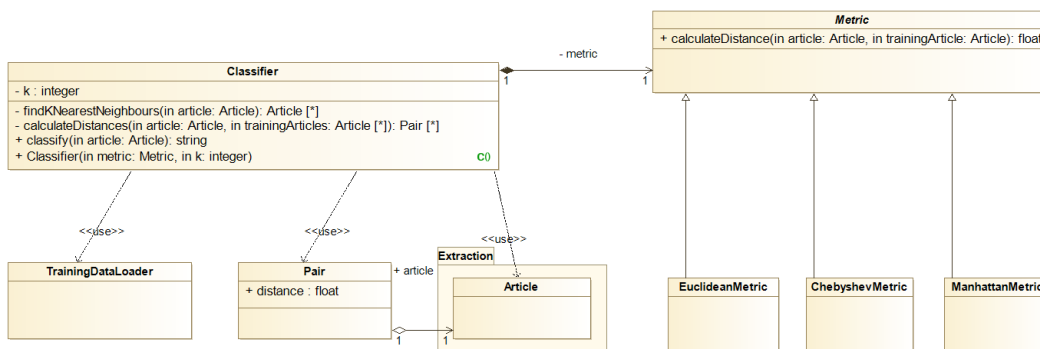 Metric
+ calculateDistance(in article: Article, in trainingArticle: Article): float
- metric
1
1
Classifier
- k : integer
- findKNearestNeighbours(in article: Article): Article [*]
- calculateDistances(in article: Article, in trainingArticles: Article [*]): Pair [*]
+ classify(in article: Article): string
+ Classifier(in metric: Metric, in k: integer)
C()
<<use>>
<<use>>
<<use>>
TrainingDataLoader
Pair
+ distance : float
+ article
1
1
Extraction
Article
EuclideanMetric
ChebyshevMetric
ManhattanMetric